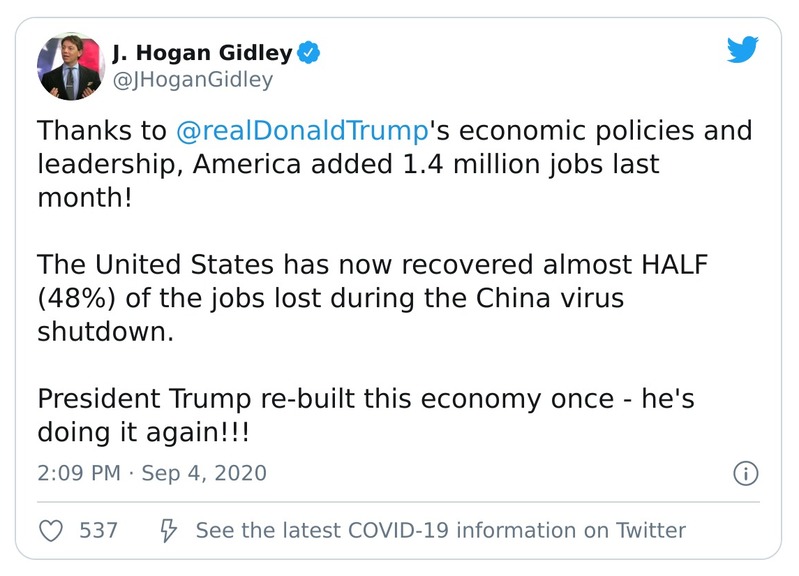 J. Hogan Gidley
@JHoganGidley
Thanks to @realDonaldTrump's economic policies and
leadership, America added 1.4 million jobs last
month!
The United States has now recovered almost HALF
(48%) of the jobs lost during the China virus
shutdown.
President Trump re-built this economy once - he's
doing it again!!!
2:09 PM · Sep 4, 2020
537 See the latest COVID-19 information on Twitter